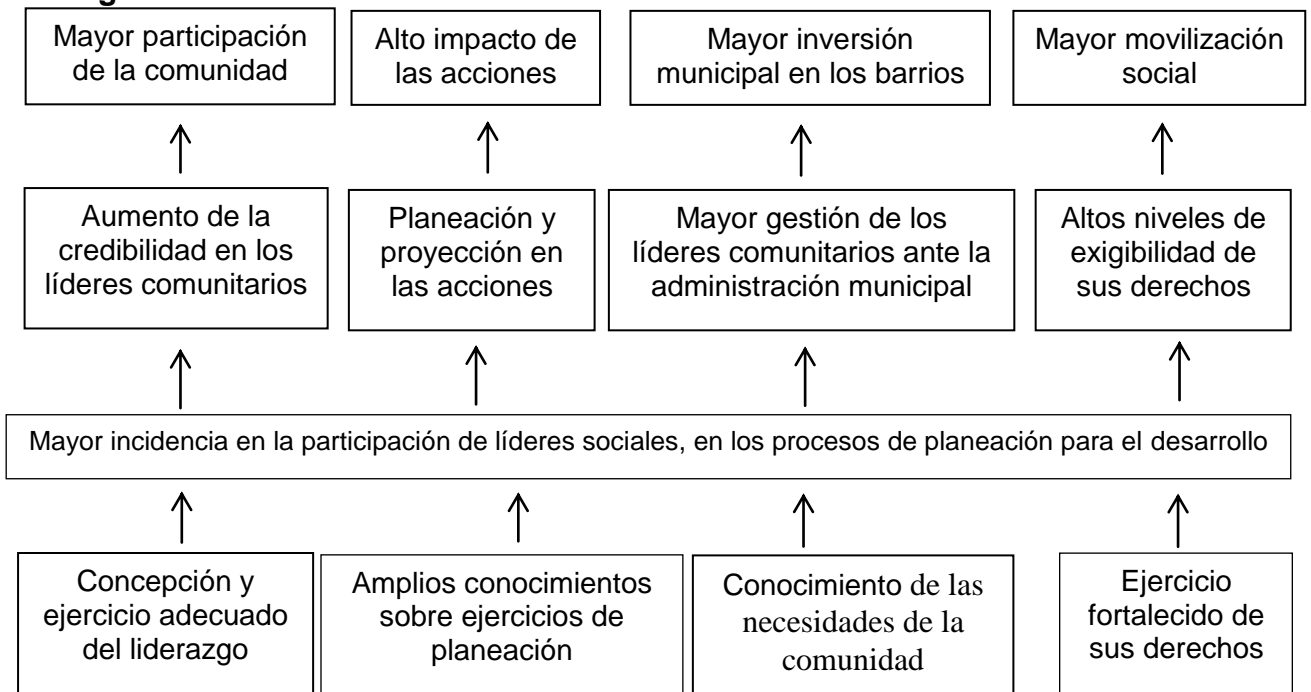 Mayor participación
de la comunidad
Alto impacto de
las acciones
Mayor inversión
municipal en los barrios
Mayor movilización
social
Aumento de la
credibilidad en los
líderes comunitarios
Planeación y
proyección en
las acciones
Mayor gestión de los
líderes comunitarios ante la
administración municipal
Altos niveles de
exigibilidad de
sus derechos
Mayor incidencia en la participación de líderes sociales, en los procesos de planeación para el desarrollo
Concepción y
ejercicio adecuado
del liderazgo
Amplios conocimientos
sobre ejercicios de
planeación
Conocimiento de las
necesidades de la
comunidad
Ejercicio
fortalecido de
sus derechos